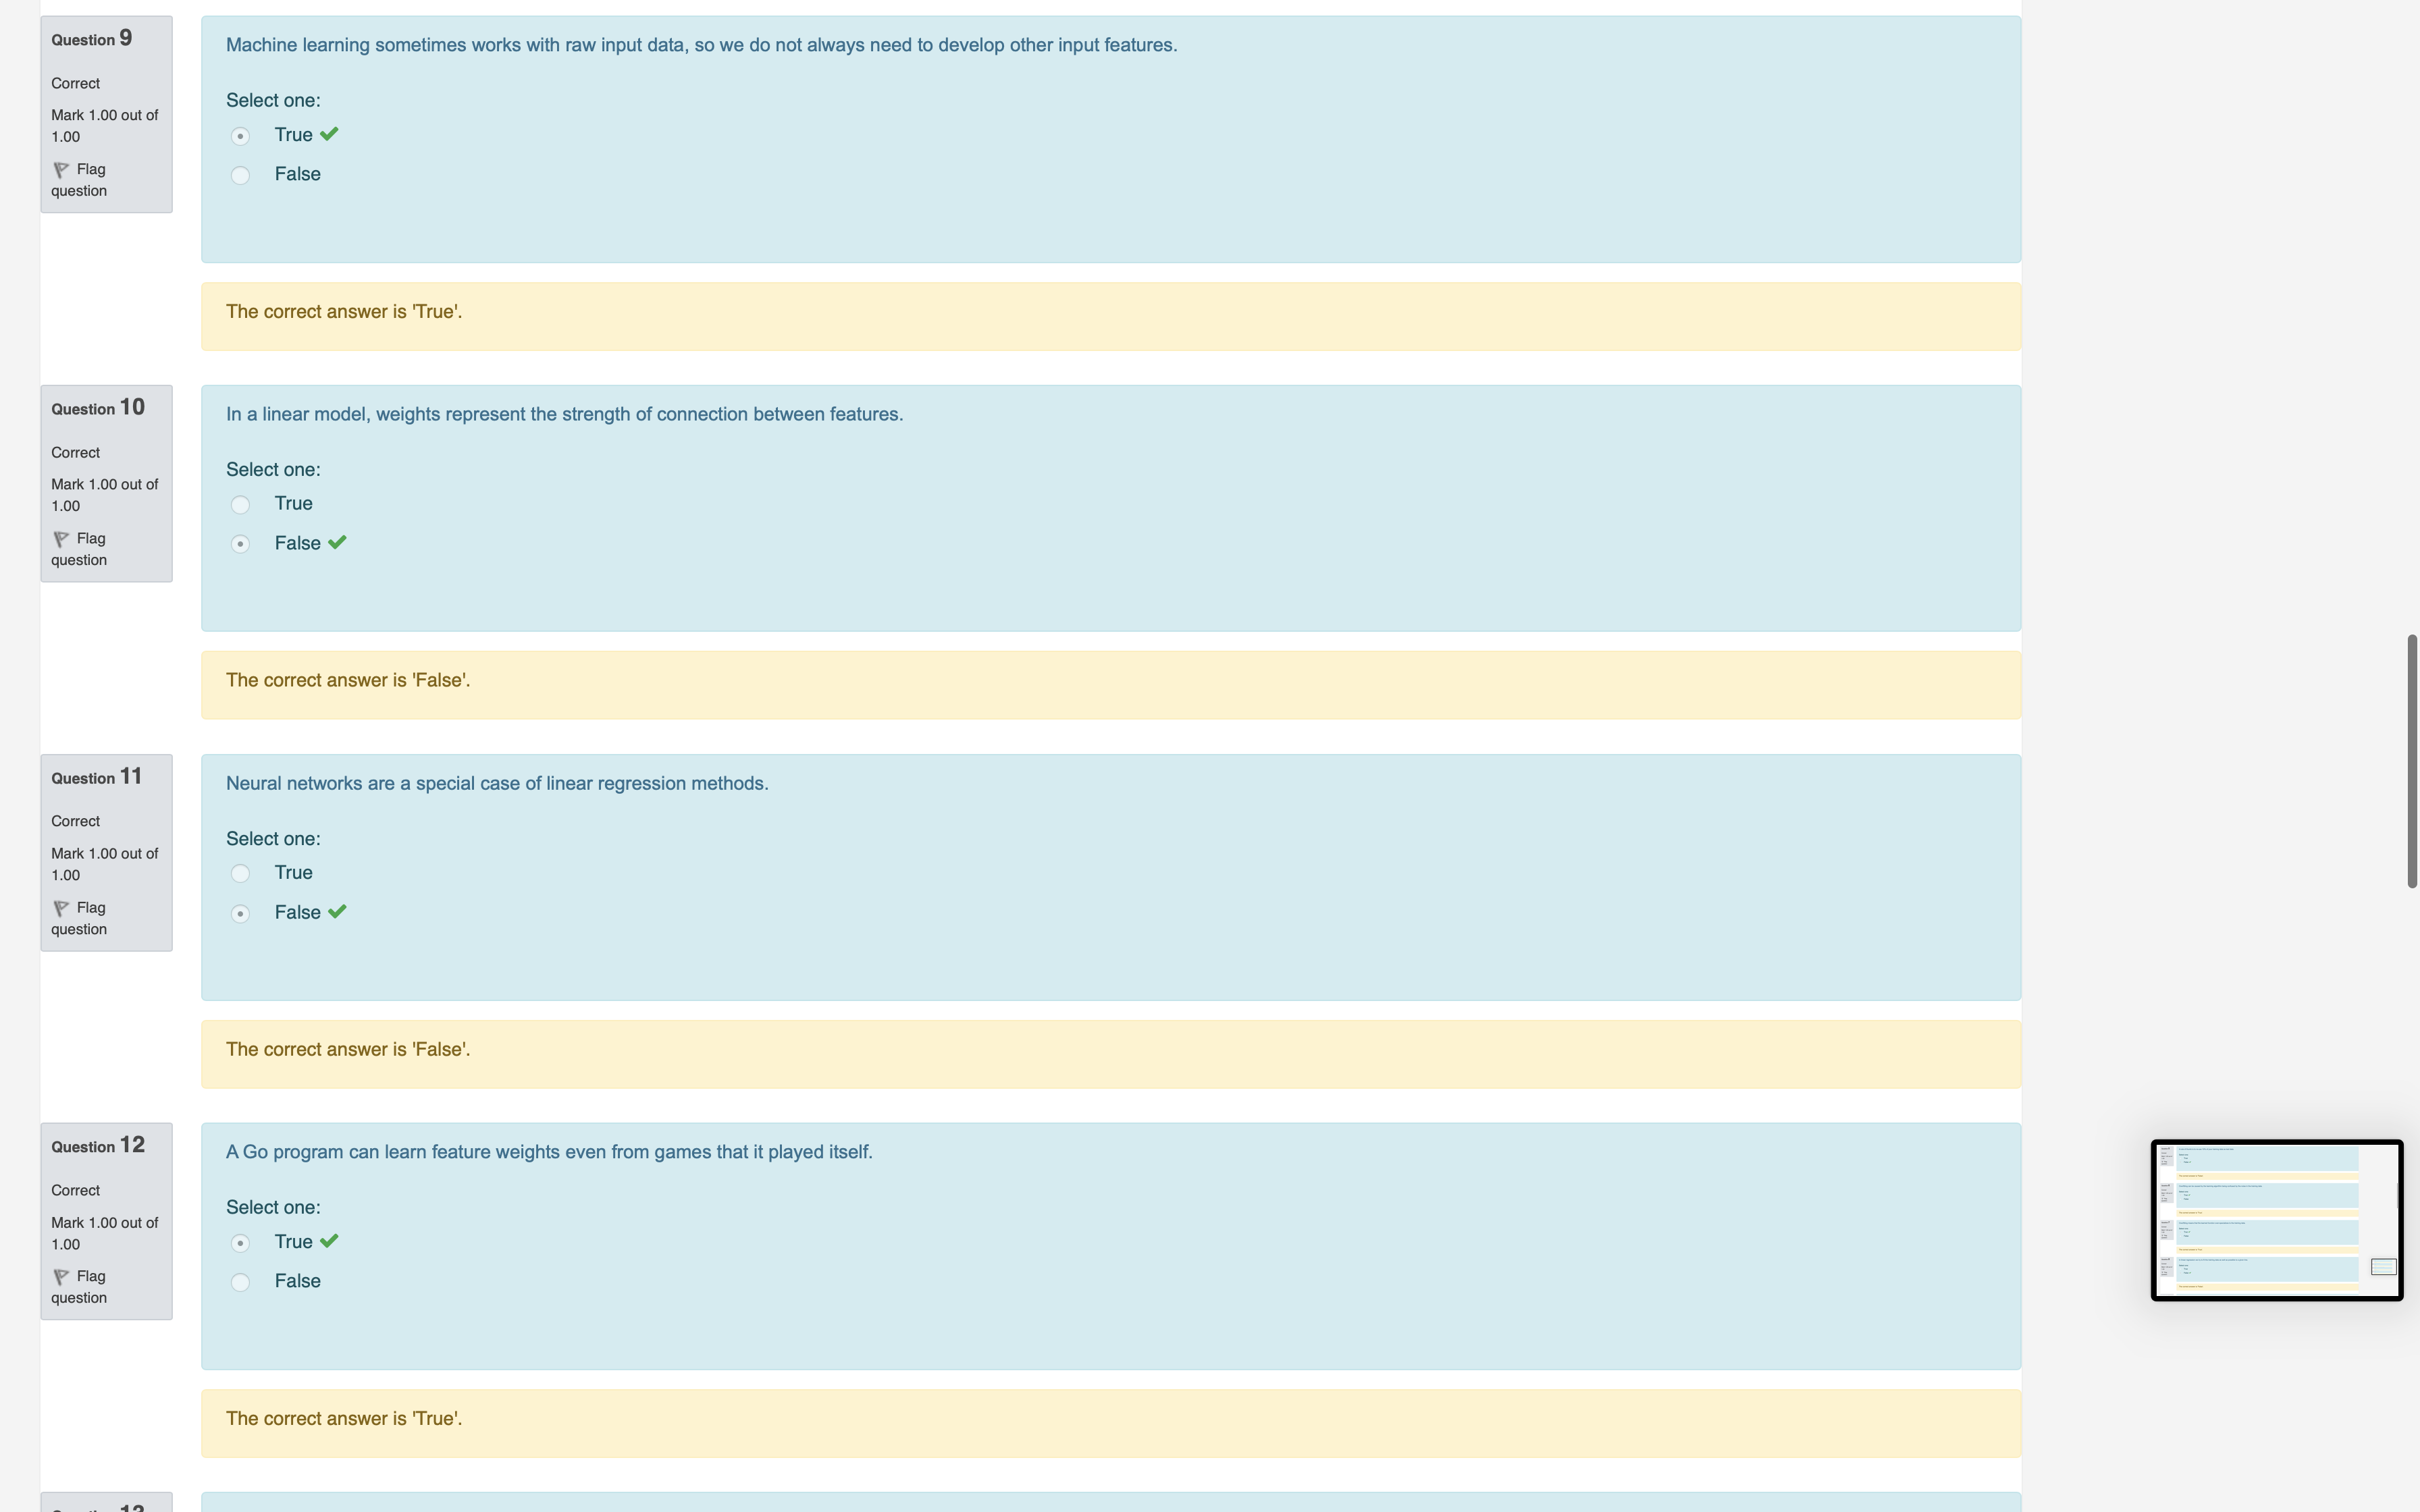 Question 9
Correct
Mark 1.00 out of
1.00
Flag
question
Machine learning sometimes works with raw input data, so we do not always need to develop other input features.
Select one:
True
False
The correct answer is 'True'.
Question 10
Correct
Mark 1.00 out of
1.00
Flag
question
In a linear model, weights represent the strength of connection between features.
Select one:
True
False
The correct answer is 'False'.
Question 11
Correct
Mark 1.00 out of
1.00
Flag
question
Neural networks are a special case of linear regression methods.
Select one:
True
False
The correct answer is 'False'.
Question 12
Correct
Mark 1.00 out of
1.00
Flag
question
A Go program can learn feature weights even from games that it played itself.
Select one:
True
False
The correct answer is 'True'.